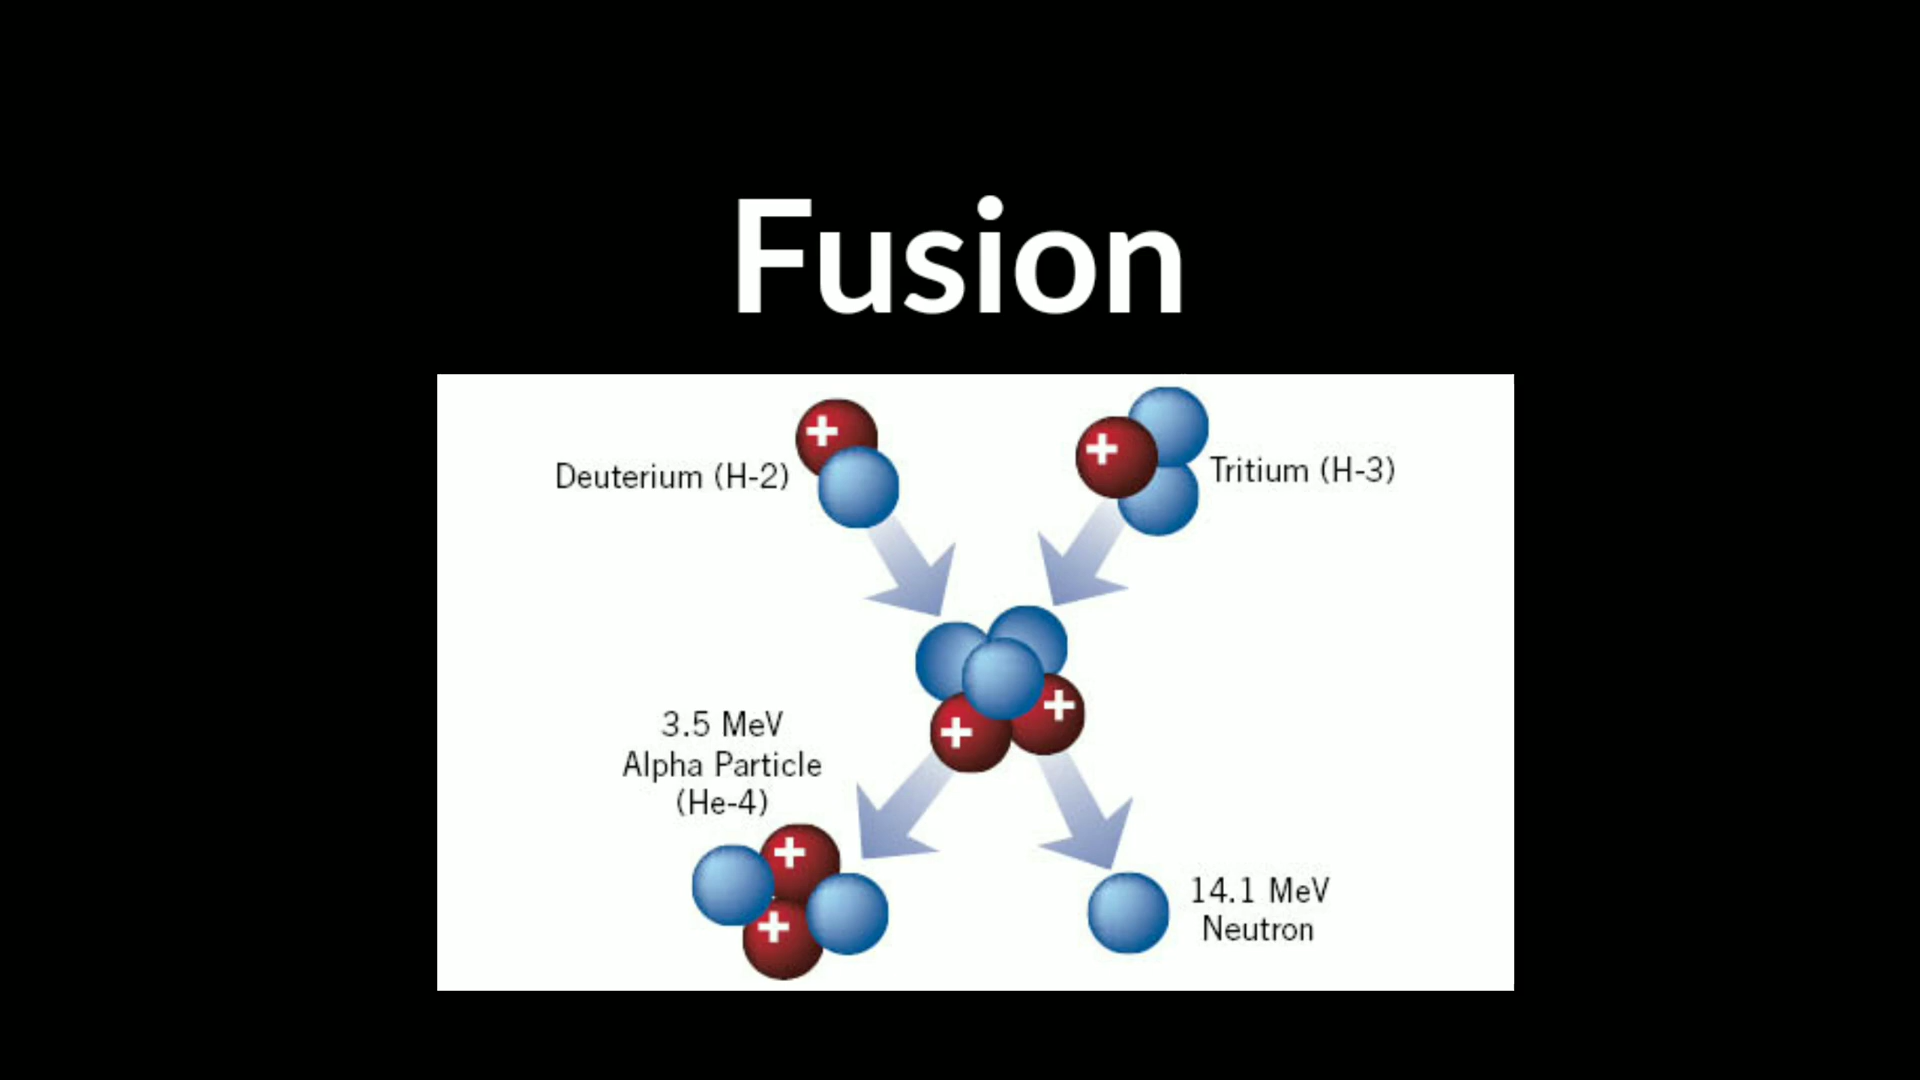 Fusion
Deuterium (H-2)
Tritium (H-3)
+
+
+
+
3.5 MeV
Alpha Particle
(He-4)
+
+
14.1 MeV
Neutron